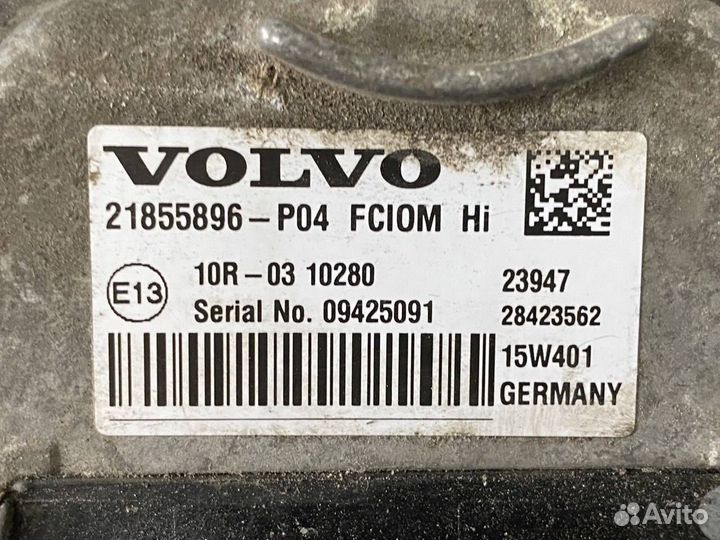 VOLVO
21855896-P04 FCIOM Hi
E13
10R-03 10280
23947
Serial No. 09425091
28423562
15W401
GERMANY
Avito